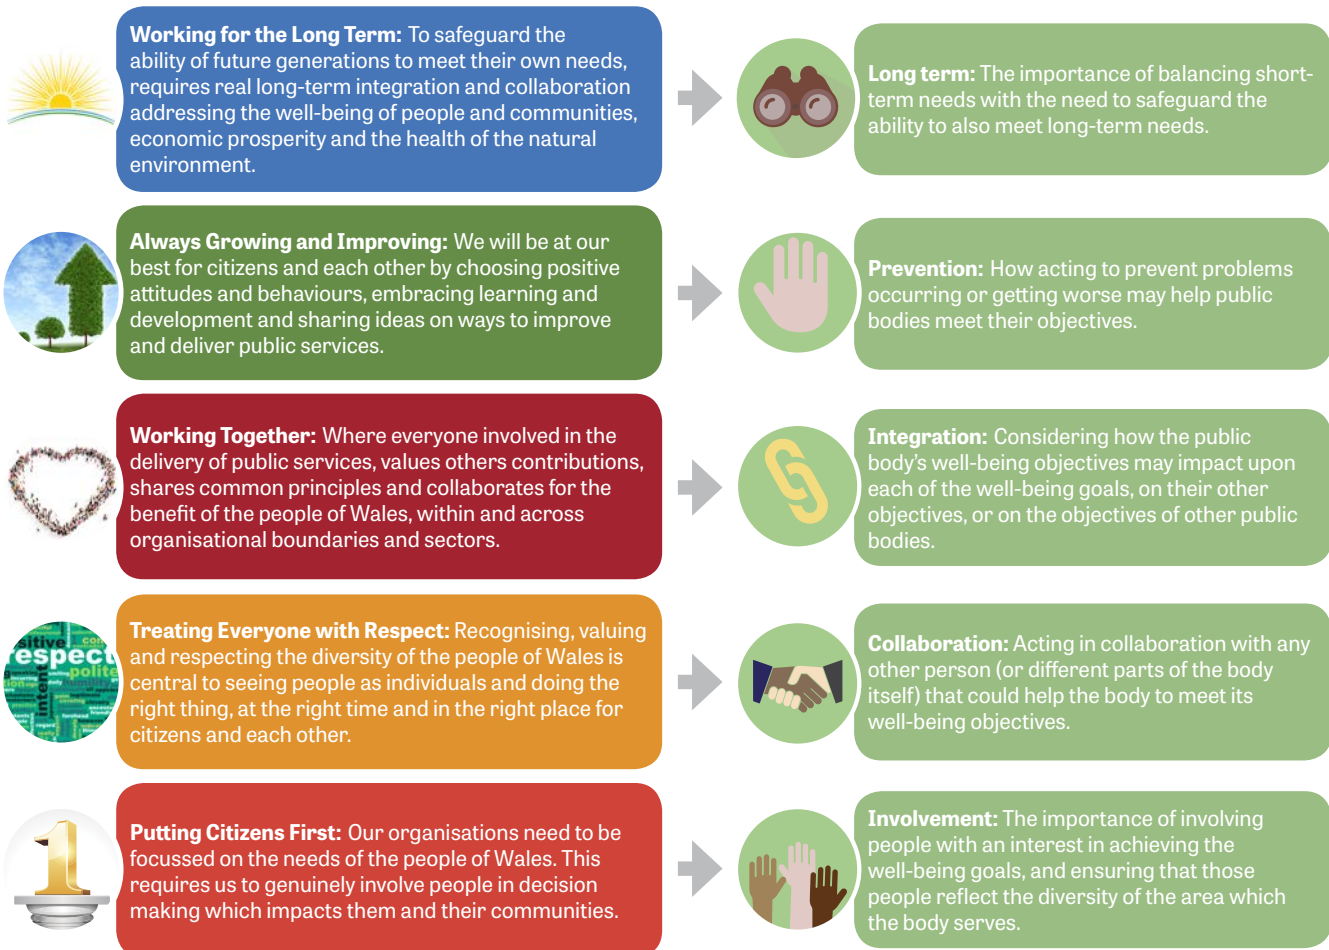 Working for the Long Term: To safeguard the
ability of future generations to meet their own needs,
requires real long-term integration and collaboration
addressing the well-being of people and communities,
economic prosperity and the health of the natural
environment.
Long term: The importance of balancing short-
term needs with the need to safeguard the
ability to also meet long-term needs.
Always Growing and Improving: We will be at our
best for citizens and each other by choosing positive
attitudes and behaviours, embracing learning and
development and sharing ideas on ways to improve
and deliver public services.
Prevention: How acting to prevent problems
occurring or getting worse may help public
bodies meet their objectives.
Working Together: Where everyone involved in the
delivery of public services, values others contributions,
shares common principles and collaborates for the
benefit of the people of Wales, within and across
organisational boundaries and sectors.
Integration: Considering how the public
body's well-being objectives may impact upon
each of the well-being goals, on their other
objectives, or on the objectives of other public
bodies.
sitive
espect
polite
intent
regard
Treating Everyone with Respect: Recognising, valuing
and respecting the diversity of the people of Wales is
central to seeing people as individuals and doing the
right thing, at the right time and in the right place for
citizens and each other.
Collaboration: Acting in collaboration with any
other person (or different parts of the body
itself) that could help the body to meet its
well-being objectives.
1
Putting Citizens First: Our organisations need to be
focussed on the needs of the people of Wales. This
requires us to genuinely involve people in decision
making which impacts them and their communities.
Involvement: The importance of involving
people with an interest in achieving the
well-being goals, and ensuring that those
people reflect the diversity of the area which
the body serves.